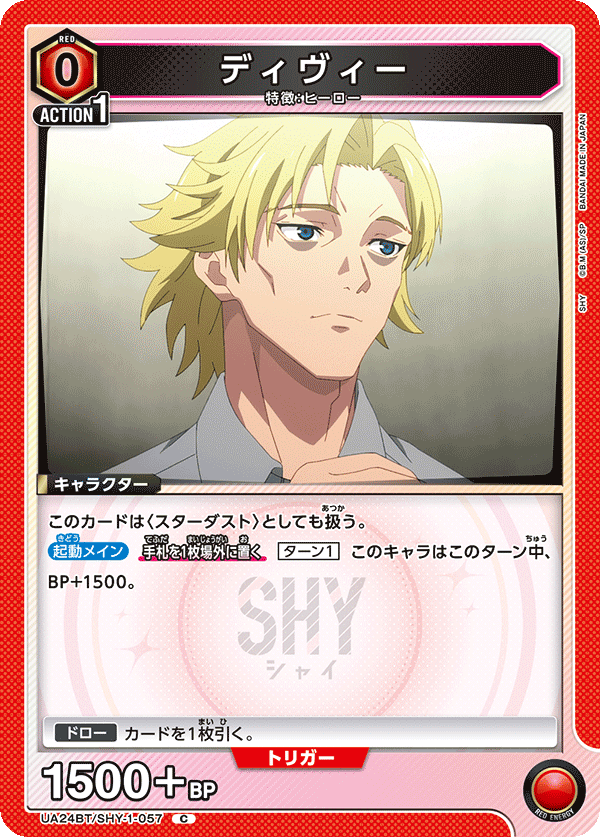 RED
0
ディヴィー
特徴:ヒーロー
ACTION1
SHY ©B.M (AS)/SP BANDAI MADE IN JAPAN
キャラクター
このカードは〈スターダスト〉としても扱う。
起動メイン 手札を1枚場外に置く ターン1 このキャラはこのターン中、
BP+1500。
SHY
シャイ
ドロー カードを1枚引く。
トリガー
1500+BP
UA24BT/SHY-1-057 C
RED ENERGY